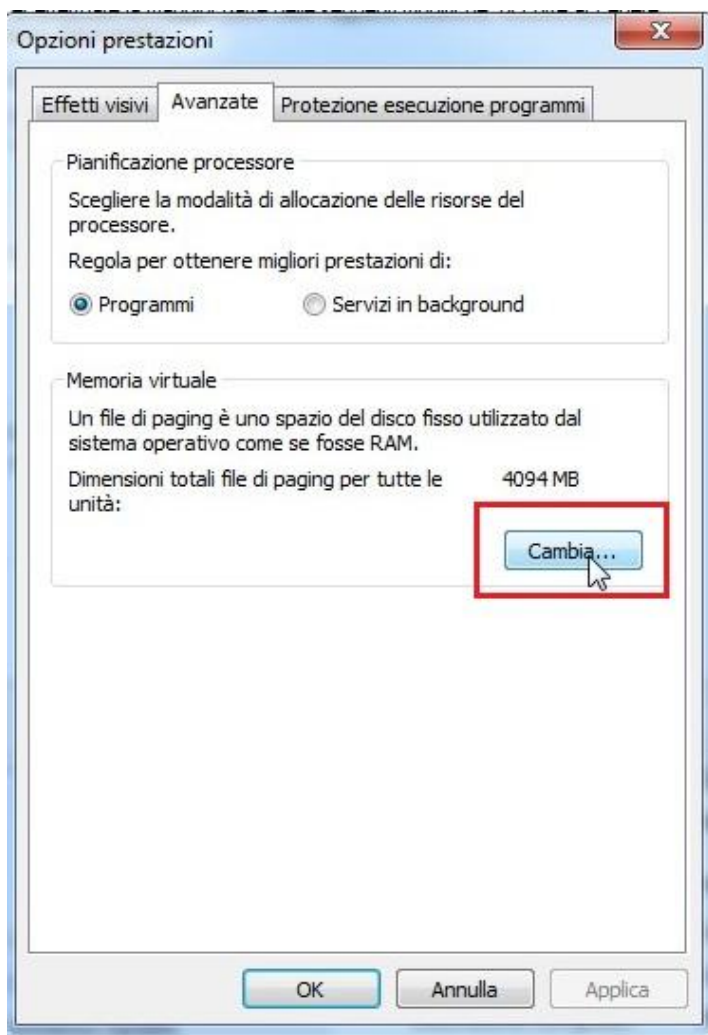 Opzioni prestazioni
Effetti visivi
Avanzate
Protezione esecuzione programmi
Pianificazione processore
Scegliere la modalità di allocazione delle risorse del
processore.
Regola per ottenere migliori prestazioni di:
Programmi
Servizi in background
Memoria virtuale
Un file di paging è uno spazio del disco fisso utilizzato dal
sistema operativo come se fosse RAM.
Dimensioni totali file di paging per tutte le
unità:
4094 MB
Cambia...
OK
Annulla
Applica